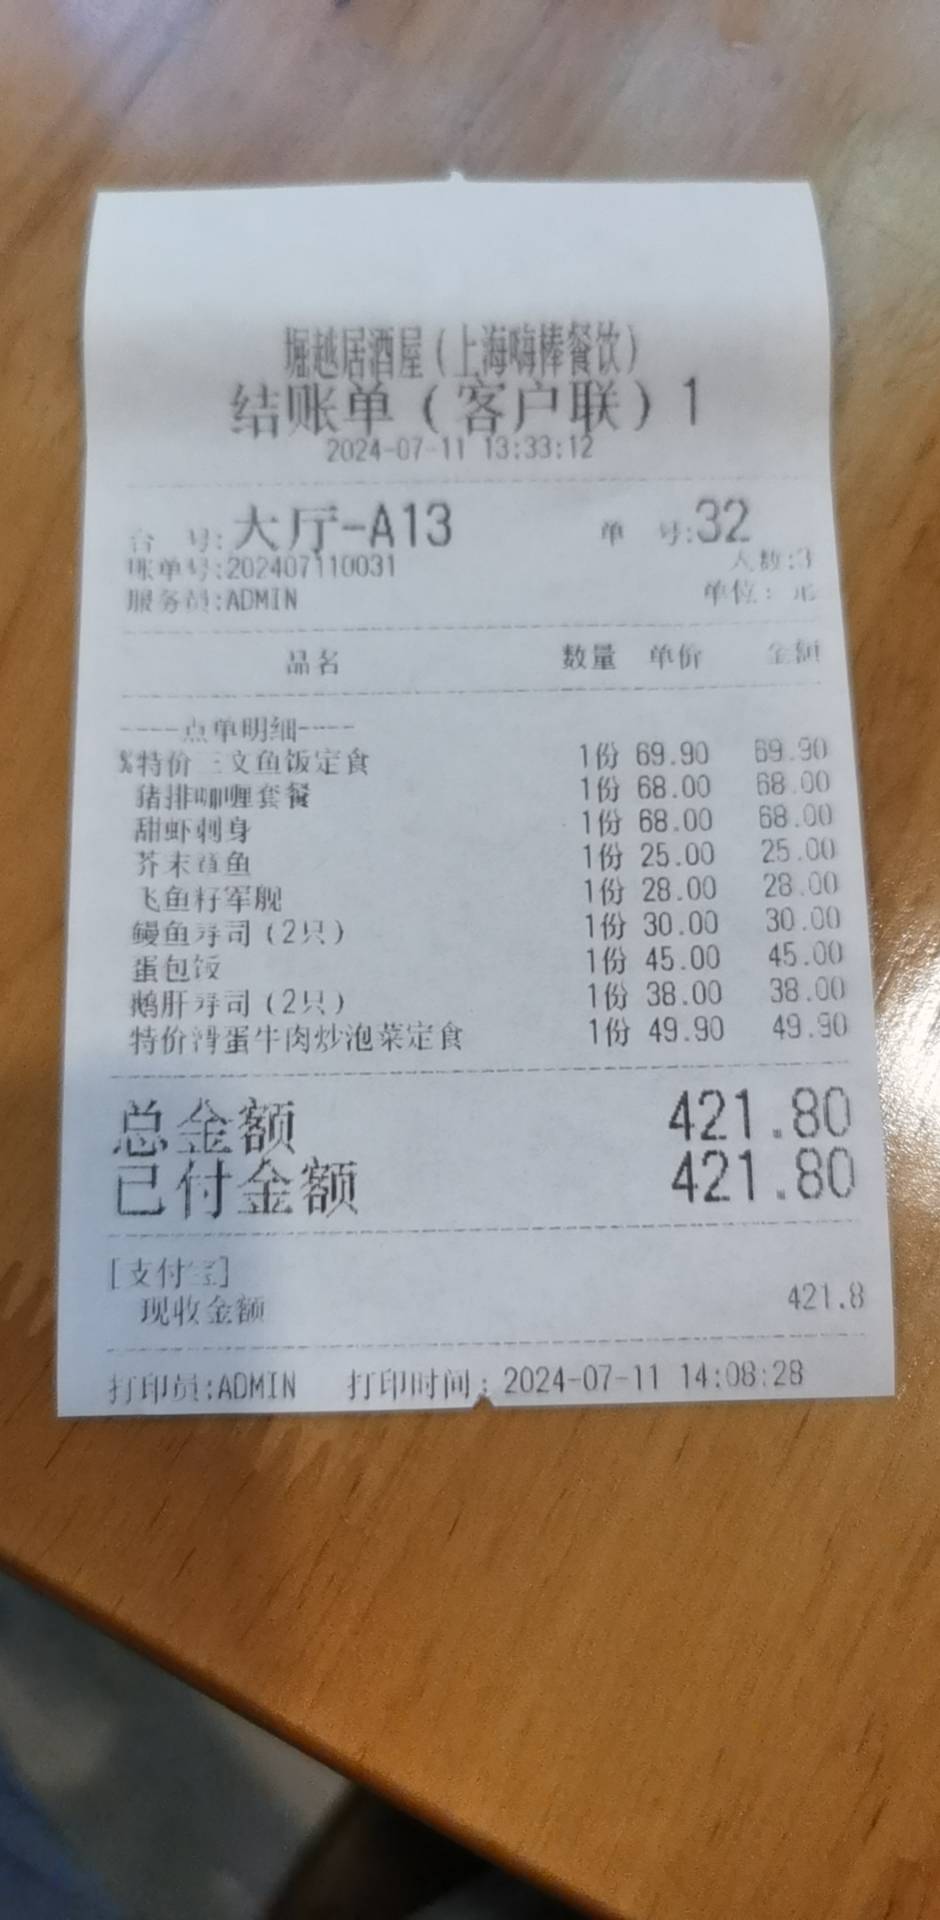 堀越居酒屋(上海嗨棒餐饮)
结账单(客户联)1
2024-07-11 13:33:12
台 号:大厅-A13 单 号:32
账单号:202407110031 人数:3
服务员:ADMIN 单位: 元
品名 数量 单价 金额
----点单明细----
%特价三文鱼饭定食 1份 69.90 69.90
猪排咖喱套餐 1份 68.00 68.00
甜虾刺身 1份 68.00 68.00
芥末章鱼 1份 25.00 25.00
飞鱼籽军舰 1份 28.00 28.00
鳗鱼寿司(2只) 1份 30.00 30.00
蛋包饭 1份 45.00 45.00
鹅肝寿司(2只) 1份 38.00 38.00
特价滑蛋牛肉炒泡菜定食 1份 49.90 49.90
总金额 421.80
已付金额 421.80
[支付宝]
现收金额 421.8
打印员:ADMIN 打印时间:2024-07-11 14:08:28